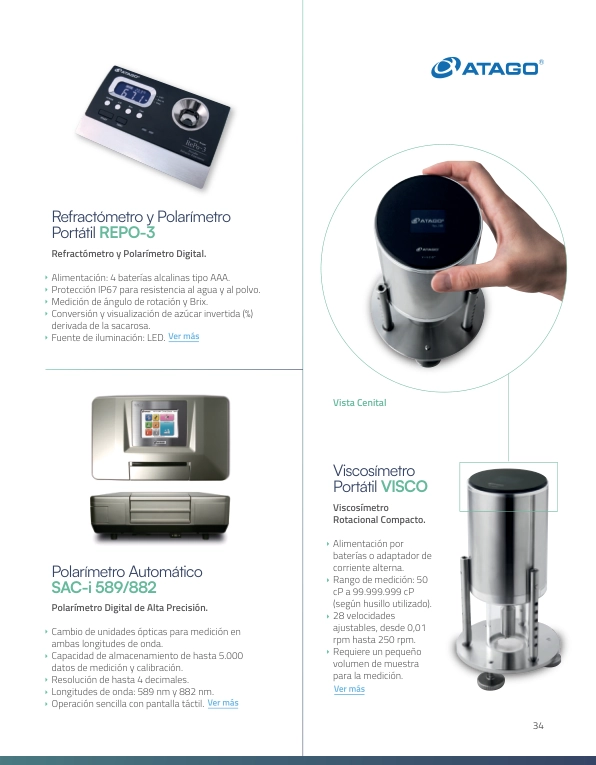 ATAGO
Refractómetro y Polarímetro
Portátil REPO-3
Refractómetro y Polarímetro Digital.
Alimentación: 4 baterías alcalinas tipo AAA.
Protección IP67 para resistencia al agua y al polvo.
Medición de ángulo de rotación y Brix.
Conversión y visualización de azúcar invertida (%)
derivada de la sacarosa.
Fuente de iluminación: LED. Ver más
Polarímetro Automático
SAC-i 589/882
Polarímetro Digital de Alta Precisión.
Cambio de unidades ópticas para medición en
ambas longitudes de onda.
Capacidad de almacenamiento de hasta 5.000
datos de medición y calibración.
Resolución de hasta 4 decimales.
Longitudes de onda: 589 nm y 882 nm.
Operación sencilla con pantalla táctil. Ver más
ATAGO®
ATAGO
ATAGO
Vista Cenital
Viscosímetro
Portátil VISCO
Viscosímetro
Rotacional Compacto.
Alimentación por
baterías o adaptador de
corriente alterna.
Rango de medición: 50
cP a 99.999.999 cP
(según husillo utilizado).
28 velocidades
ajustables, desde 0,01
rpm hasta 250 rpm.
Requiere un pequeño
volumen de muestra
para la medición.
Ver más
34